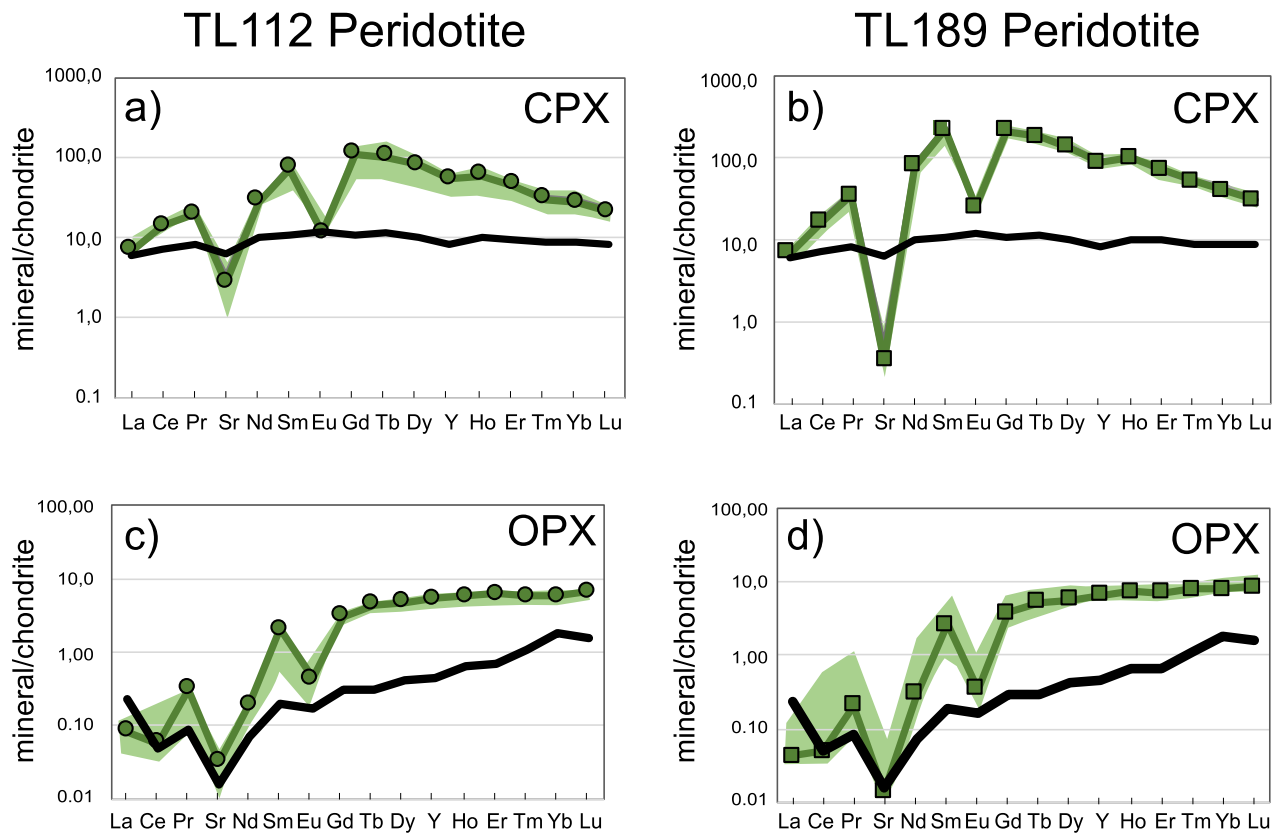 TL112 Peridotite
TL189 Peridotite
a)
CPX
mineral/chondrite
1000,0
100,0
10,0
1,0
0.1
La Ce Pr Sr Nd Sm Eu Gd Tb Dy Y Ho Er Tm Yb Lu
b)
CPX
mineral/chondrite
1000,0
100,0
10,0
1,0
0.1
La Ce Pr Sr Nd Sm Eu Gd Tb Dy Y Ho Er Tm Yb Lu
c)
OPX
mineral/chondrite
100,00
10,0
1,00
0.10
0.01
La Ce Pr Sr Nd Sm Eu Gd Tb Dy Y Ho Er Tm Yb Lu
d)
OPX
mineral/chondrite
100,00
10,0
1,00
0.10
0.01
La Ce Pr Sr Nd Sm Eu Gd Tb Dy Y Ho Er Tm Yb Lu